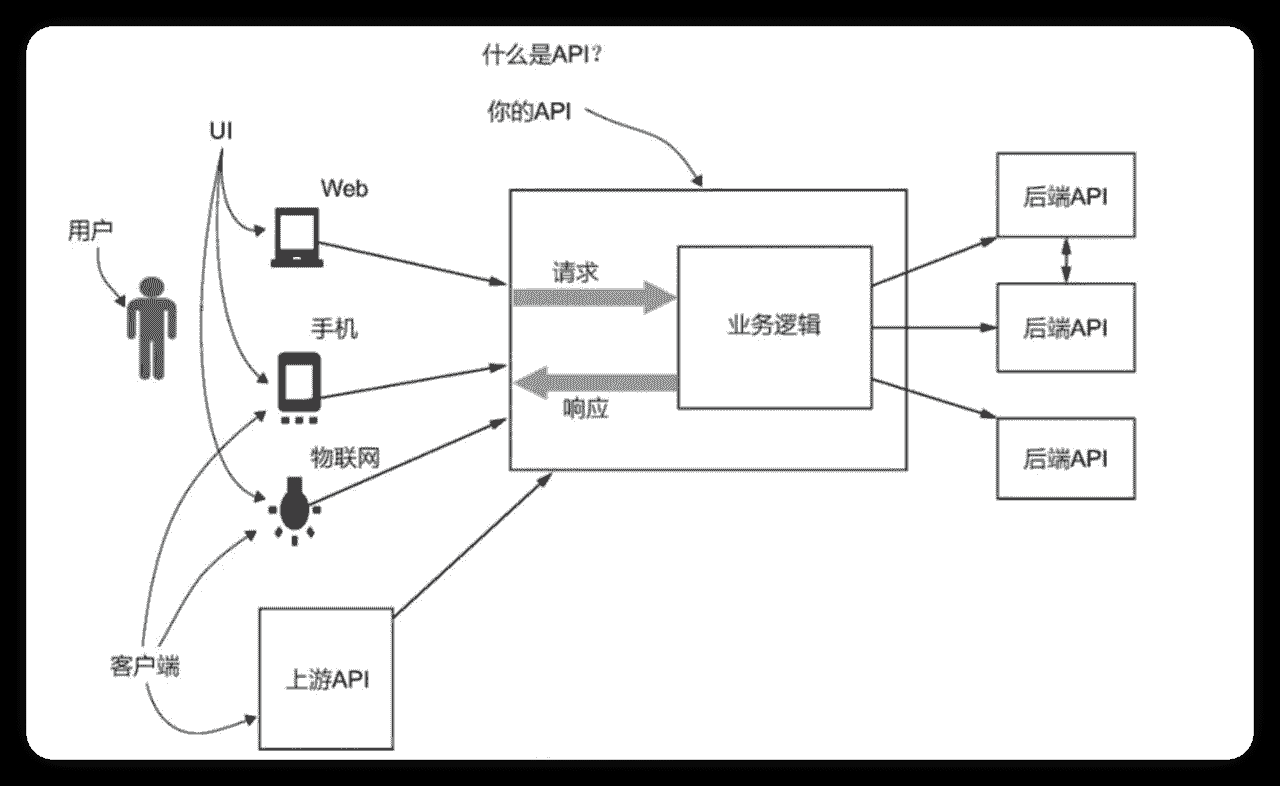 什么是API?
你的API
UI
Web
用户
手机
物联网
客户端
上游API
请求
业务逻辑
响应
后端API
后端API
后端API